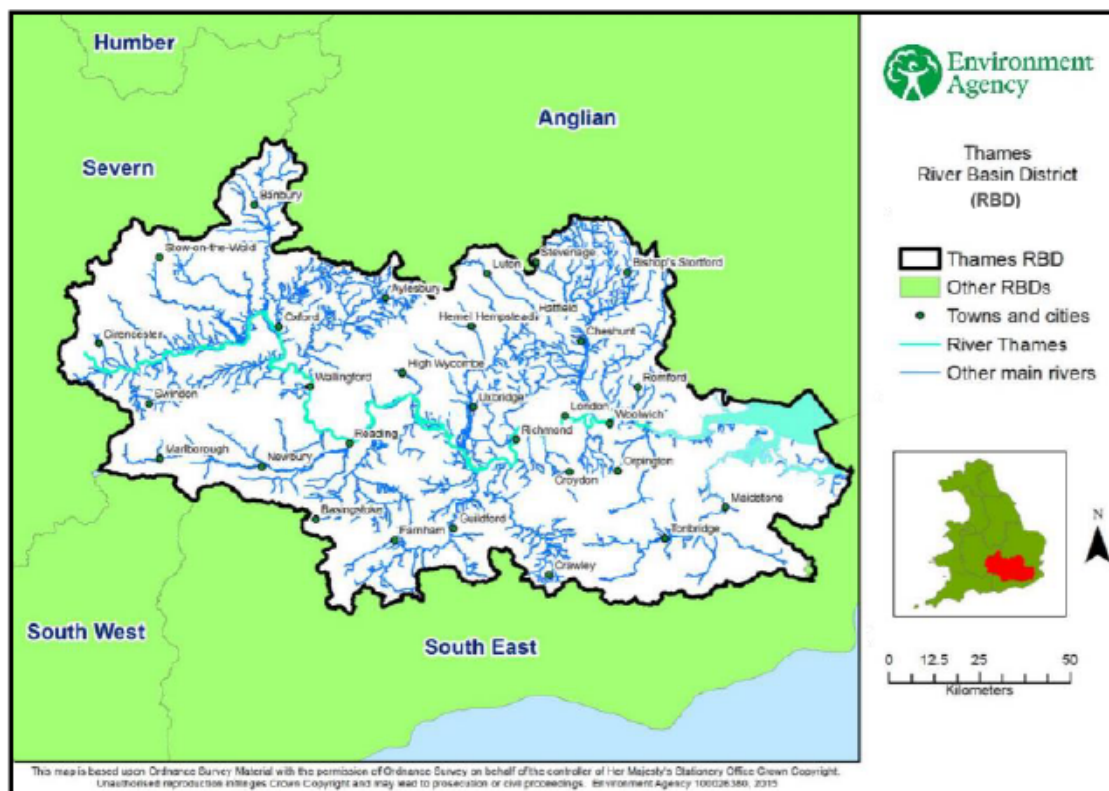 Humber
Anglian
Severn
Banbury
Stow-on-the-Wold
Luton
Stevenage
Bishop's Stortford
Aylesbury
Hatfield
Hemel Hempstead
Oxford
Cirencester
Cheshunt
High Wycombe
Wallingford
Romford
Swindon
Uxbridge
London
Woolwich
Richmond
Reading
Marlborough
Newbury
Orpington
Croydon
Maidstone
Basingstoke
Guildford
Farnham
Tonbridge
Crawley
South West
South East
Environment
Agency
Thames
River Basin District
(RBD)
Thames RBD
Other RBDs
Towns and cities
River Thames
Other main rivers
N
0 12.5 25 50
Kilometers
This map is based upon Ordnance Survey Material with the permission of Ordnance Survey on behalf of the controller of Her Majesty's Stationery Office Crown Copyright.
Unauthorised reproduction infringes Crown Copyright and may lead to prosecution or civil proceedings. Environment Agency 100026380, 2015